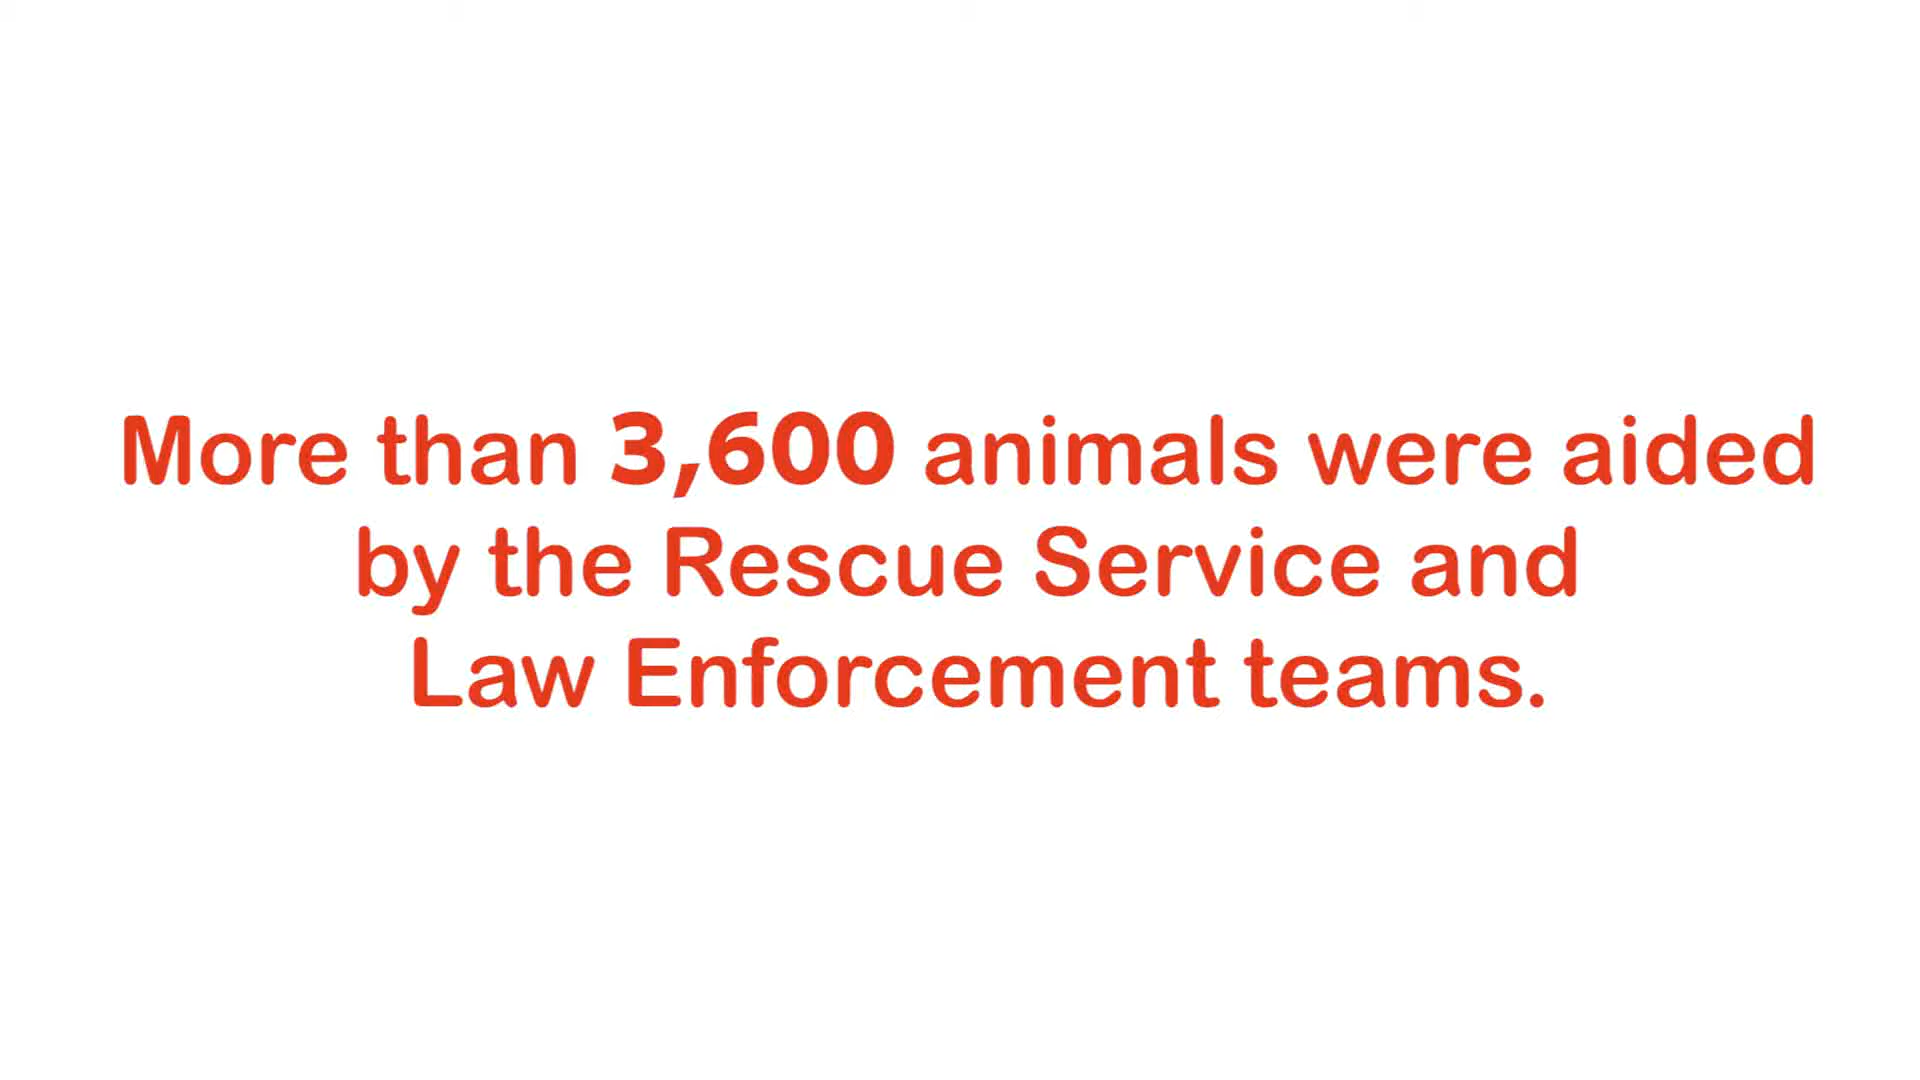 More than 3,600 animals were aided
by the Rescue Service and
Law Enforcement teams.